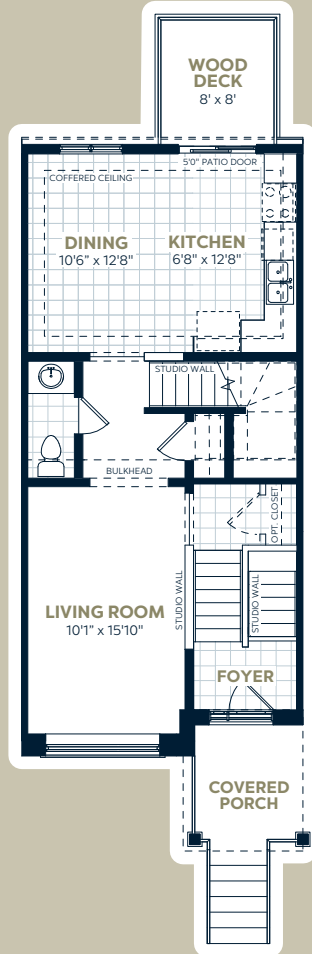 WOOD
DECK
8' x 8'
5'0" PATIO DOOR
COFFERED CEILING
DINING
10'6" x 12'8"
KITCHEN
6'8" x 12'8"
STUDIO WALL
BULKHEAD
OPT. CLOSET
STUDIO WALL
STUDIO WALL
LIVING ROOM
10'1" x 15'10"
FOYER
COVERED
PORCH